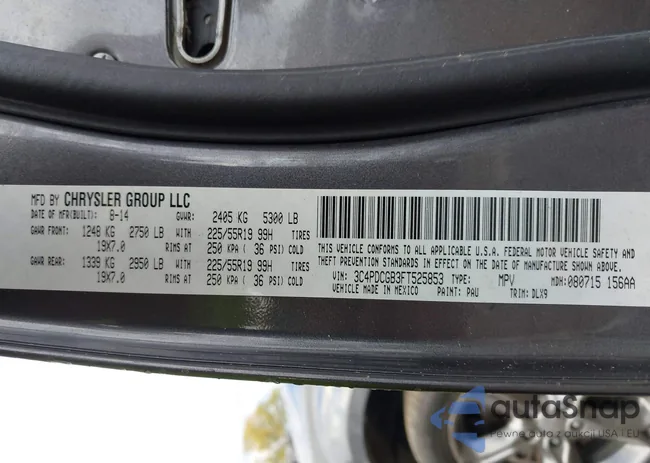 MFD BY CHRYSLER GROUP LLC
DATE OF MFR(BUILT): 8-14 GVWR: 2405 KG 5300 LB
GAWR FRONT: 1248 KG 2750 LB WITH 225/55R19 99H TIRES
19X7.0 RIMS AT 250 KPA ( 36 PSI) COLD
GAWR REAR: 1339 KG 2950 LB WITH 225/55R19 99H TIRES
19X7.0 RIMS AT 250 KPA ( 36 PSI) COLD
THIS VEHICLE CONFORMS TO ALL APPLICABLE U.S.A. FEDERAL MOTOR VEHICLE SAFETY AND
THEFT PREVENTION STANDARDS IN EFFECT ON THE DATE OF MANUFACTURE SHOWN ABOVE.
VIN: 3C4PDCGB3FT525853 TYPE: MPV MDH: 080715 156AA
VEHICLE MADE IN MEXICO PAINT: PAU TRIM: DLX9
autoSnap
Pewne auta z aukcji USA i EU